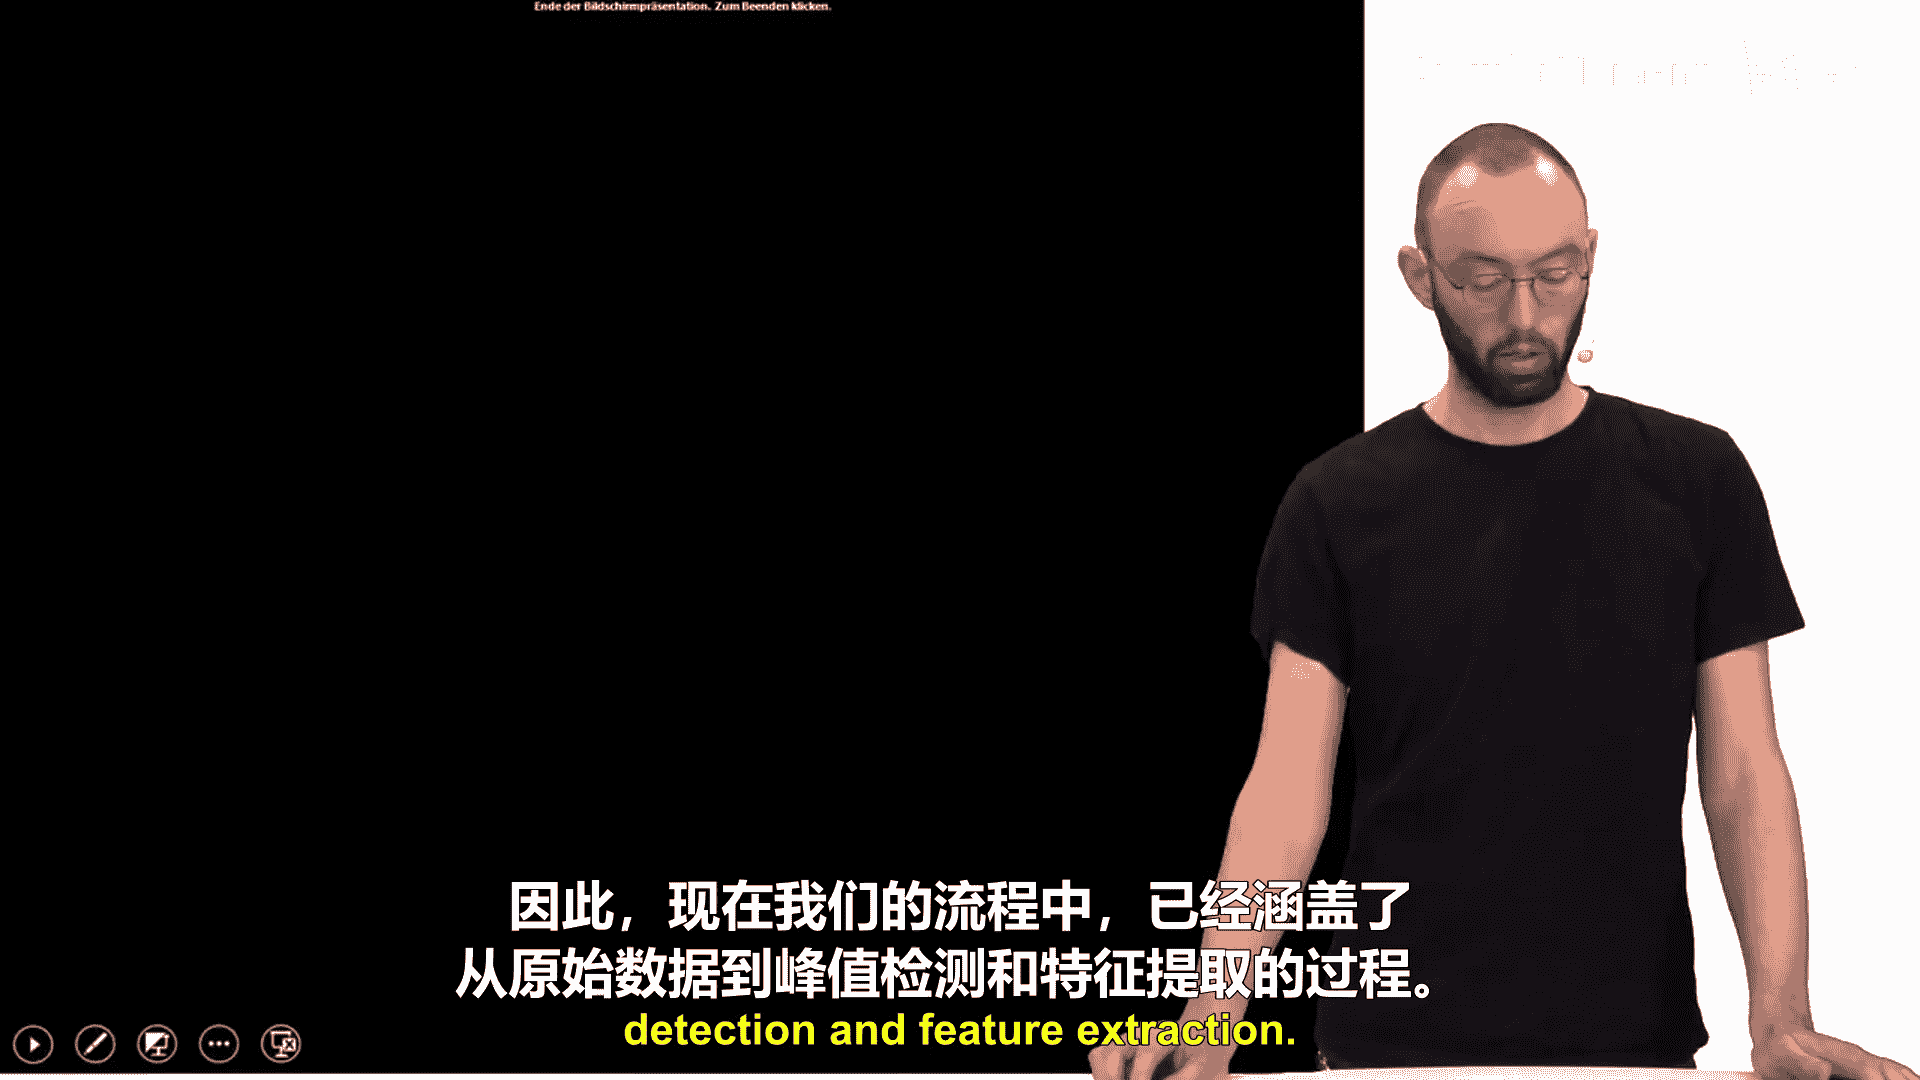 Ende der Bildschirmpräsentation. Zum Beenden klicken.
因此，现在我们的流程中，已经涵盖了
从原始数据到峰值检测和特征提取的过程。
detection and feature extraction.